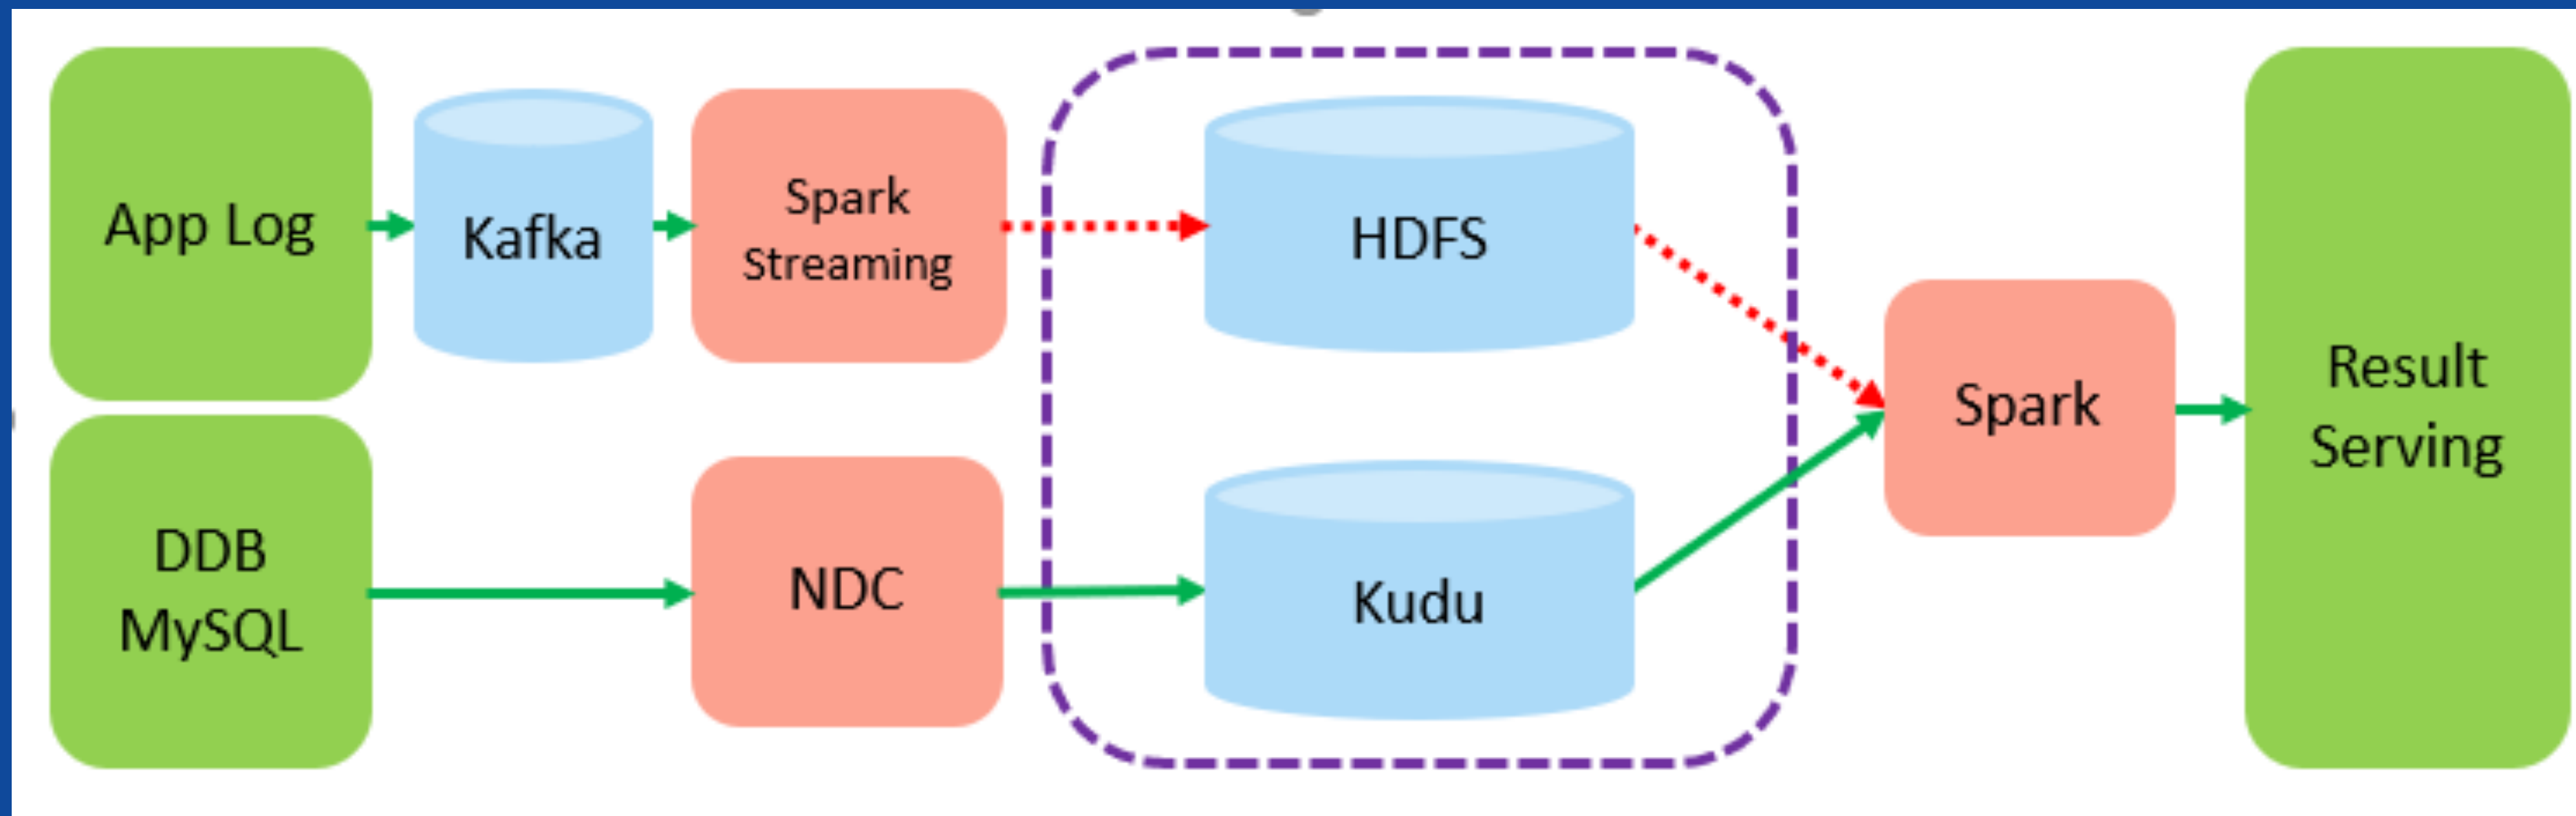 App Log
Kafka
Spark
Streaming
HDFS
Spark
Result
Serving
DDB
MySQL
NDC
Kudu